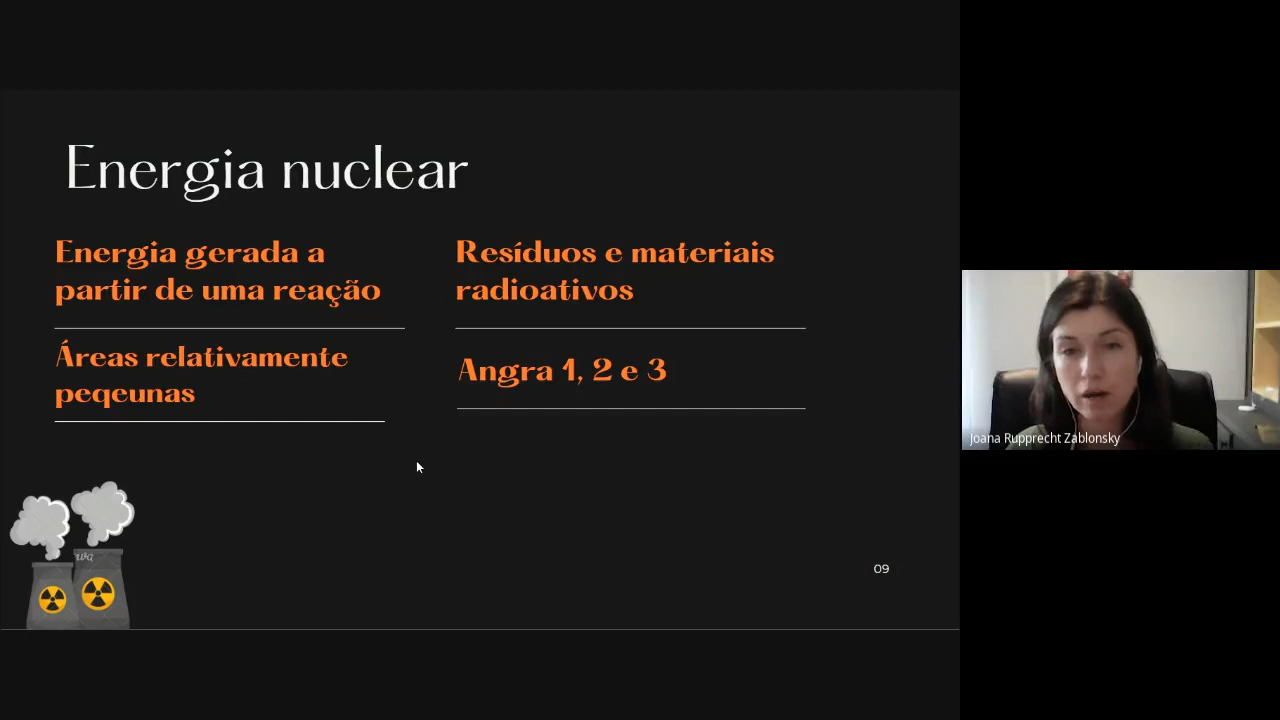 Energia nuclear
Energia gerada a
partir de uma reação
Áreas relativamente
peqeunas
Resíduos e materiais
radioativos
Angra 1, 2 e 3
09
Joana Rupprecht Zablonsky